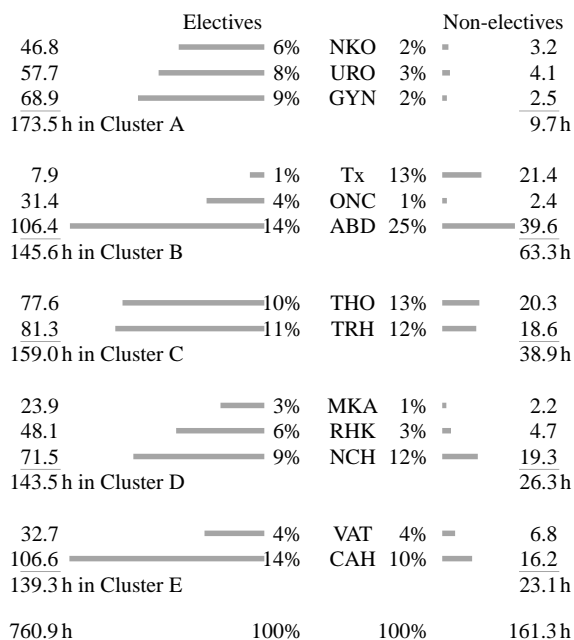 Electives Non-electives
46.8 6% NKO 2% 3.2
57.7 8% URO 3% 4.1
68.9 9% GYN 2% 2.5
173.5 h in Cluster A 9.7 h
7.9 1% Tx 13% 21.4
31.4 4% ONC 1% 2.4
106.4 14% ABD 25% 39.6
145.6 h in Cluster B 63.3 h
77.6 10% THO 13% 20.3
81.3 11% TRH 12% 18.6
159.0 h in Cluster C 38.9 h
23.9 3% MKA 1% 2.2
48.1 6% RHK 3% 4.7
71.5 9% NCH 12% 19.3
143.5 h in Cluster D 26.3 h
32.7 4% VAT 4% 6.8
106.6 14% CAH 10% 16.2
139.3 h in Cluster E 23.1 h
760.9 h 100% 100% 161.3 h